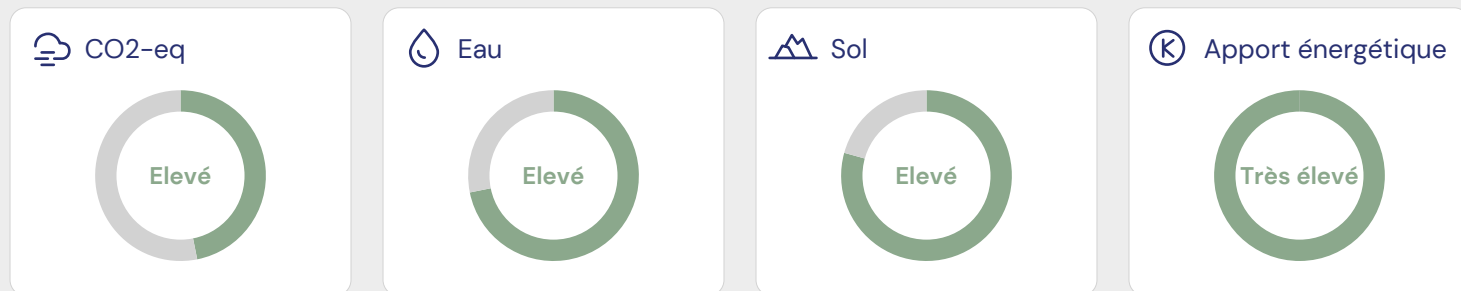 CO2-eq
Elevé
Eau
Elevé
Sol
Elevé
Apport énergétique
Très élevé